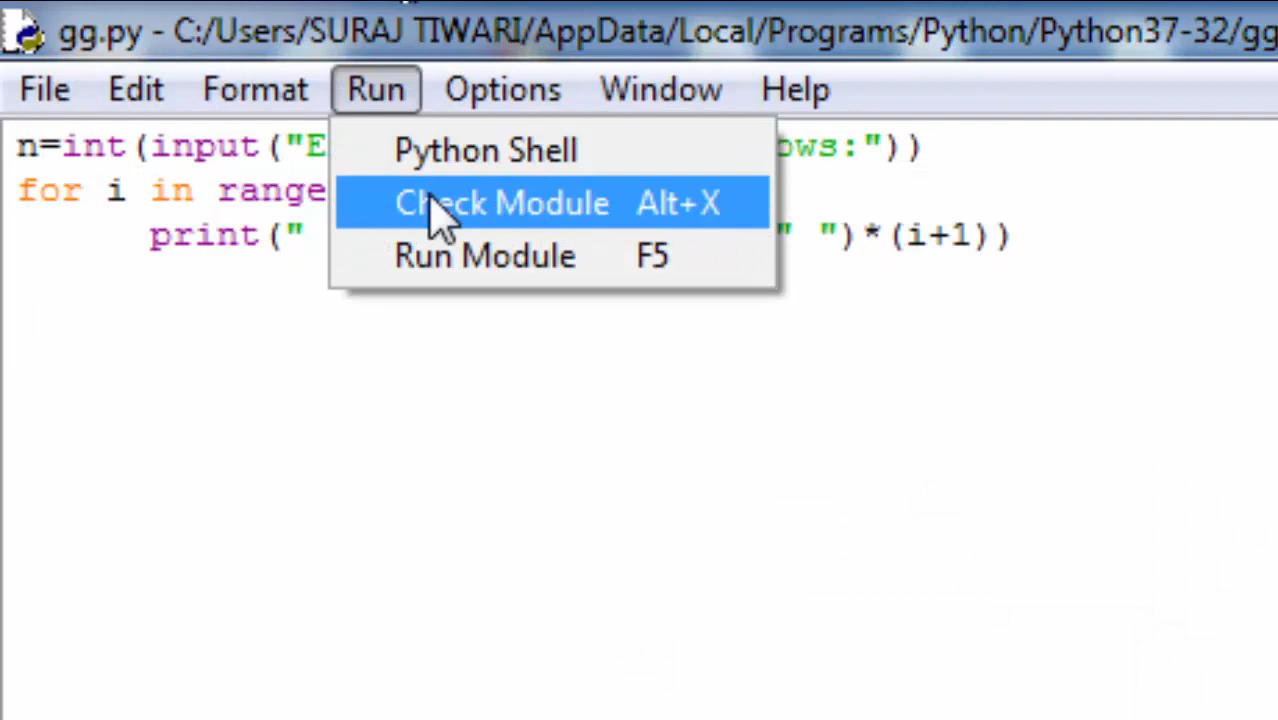 gg.py - C:/Users/SURAJ TIWARI/AppData/Local/Programs/Python/Python37-32/gg
File Edit Format Run Options Window Help
n=int(input("E ows:"))
for i in range
print(" " ")*(i+1))
Python Shell
Check Module Alt+X
Run Module F5